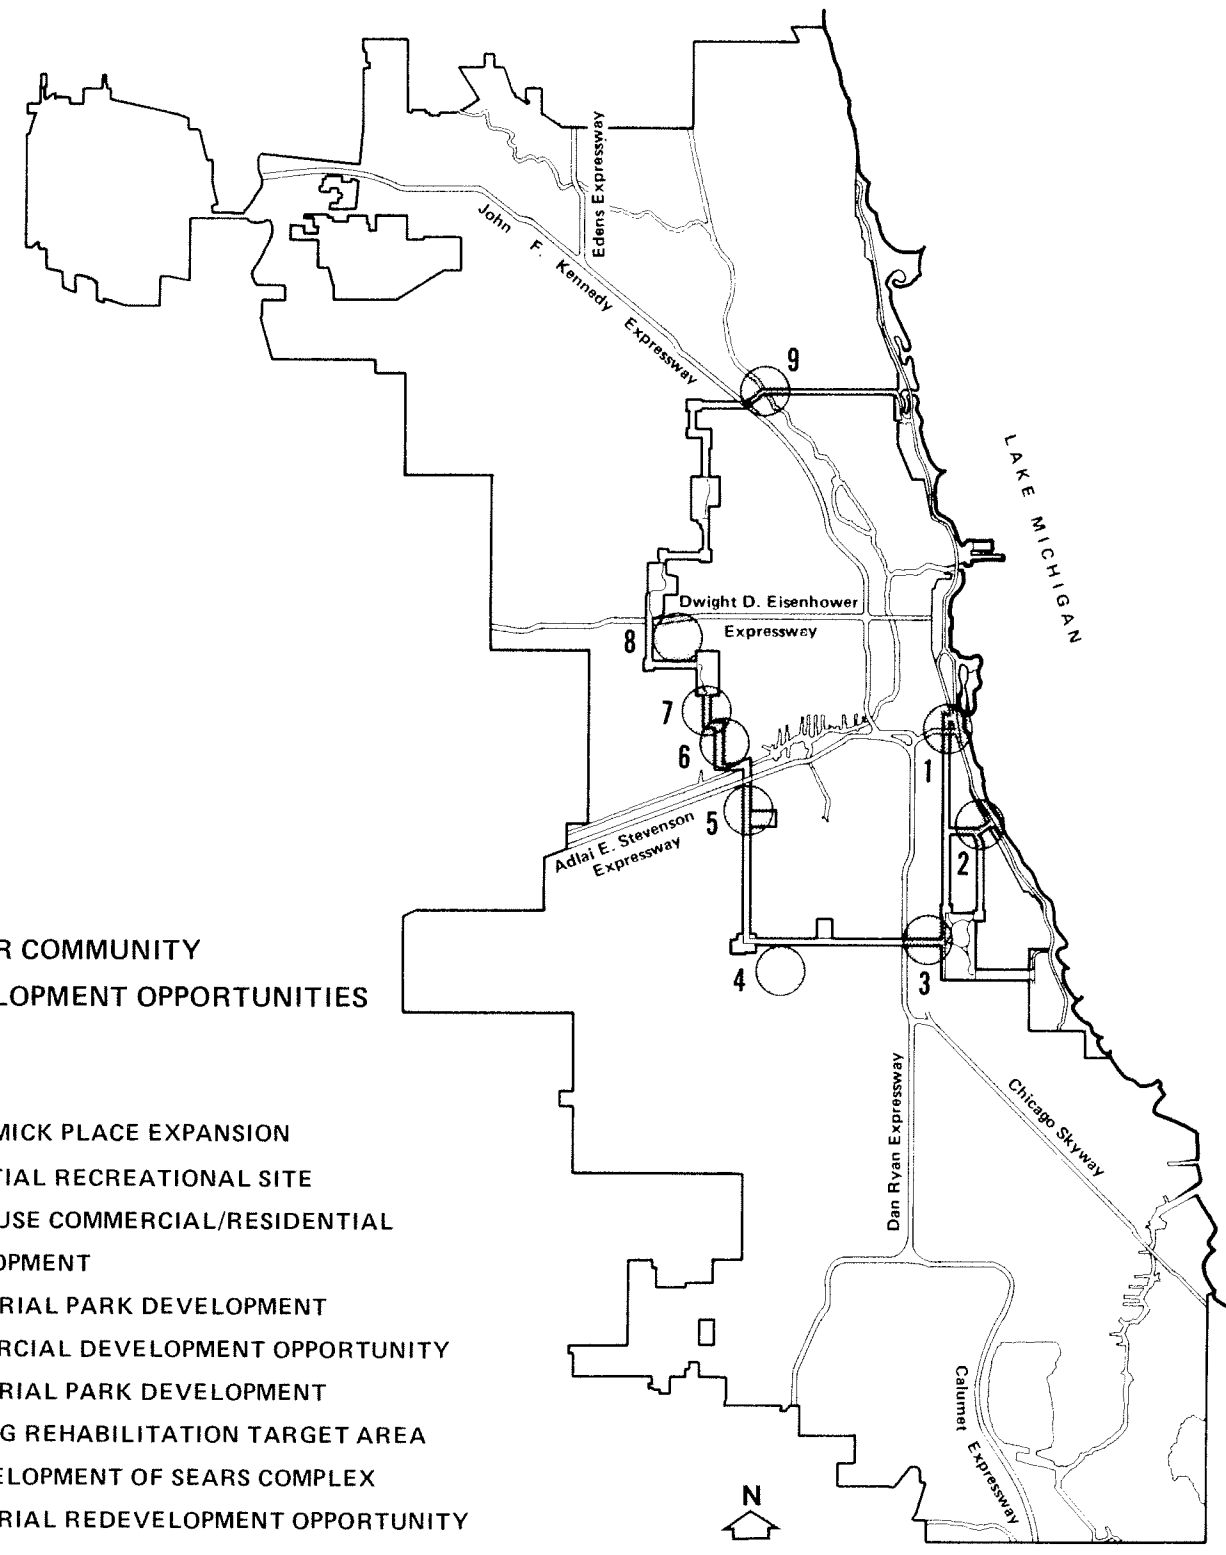 Edens Expressway
John F. Kennedy Expressway
9
LAKE MICHIGAN
Dwight D. Eisenhower
Expressway
8
7
6
1
5
Adlai E. Stevenson
Expressway
2
R COMMUNITY
LOPMENT OPPORTUNITIES
4
3
Dan Ryan Expressway
Chicago Skyway
MICK PLACE EXPANSION
TIAL RECREATIONAL SITE
USE COMMERCIAL/RESIDENTIAL
OPMENT
RIAL PARK DEVELOPMENT
RCIAL DEVELOPMENT OPPORTUNITY
RIAL PARK DEVELOPMENT
G REHABILITATION TARGET AREA
ELOPMENT OF SEARS COMPLEX
RIAL REDEVELOPMENT OPPORTUNITY
Calumet Expressway
N